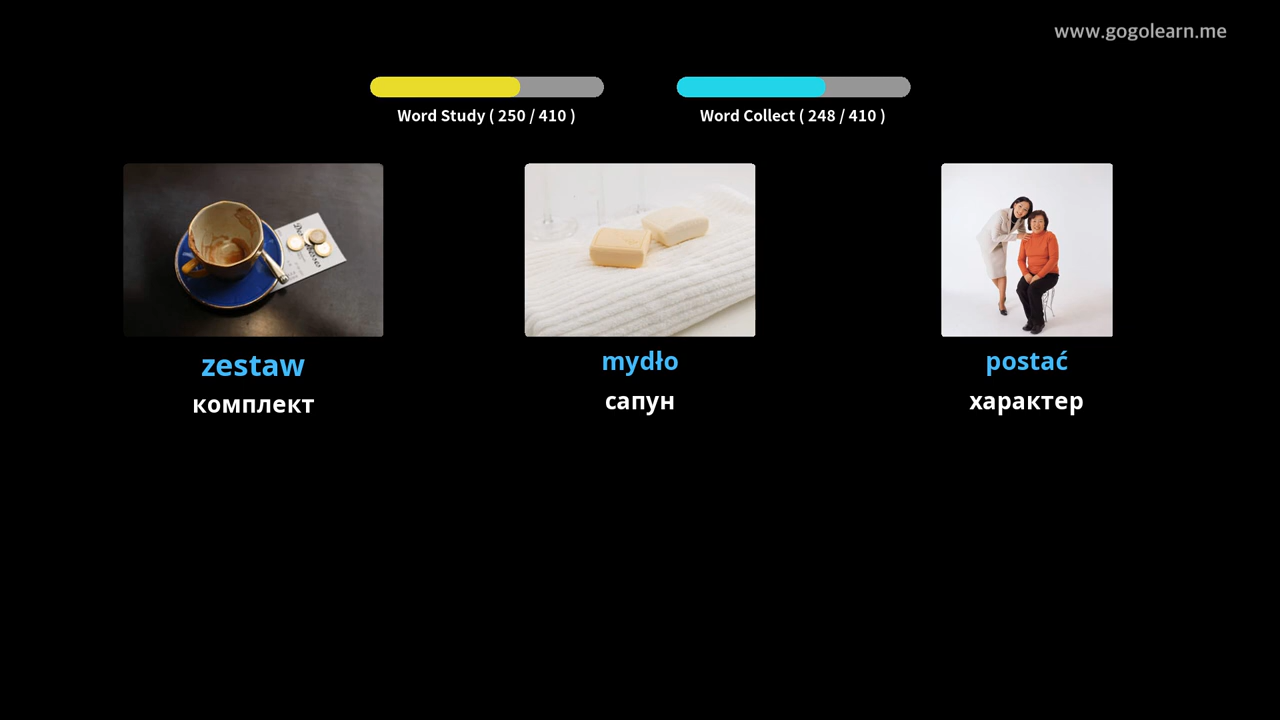 www.gogolearn.me
Word Study ( 250 / 410 )
Word Collect ( 248 / 410 )
zestaw
комплект
mydło
сапун
postać
характер